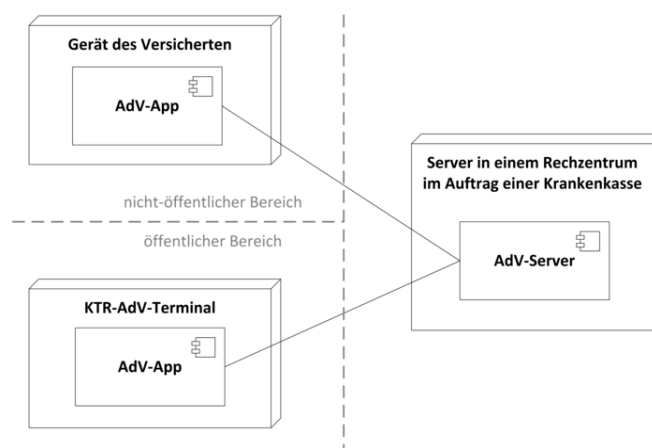 Gerät des Versicherten
AdV-App
nicht-öffentlicher Bereich
öffentlicher Bereich
KTR-AdV-Terminal
AdV-App
Server in einem Rechzentrum
im Auftrag einer Krankenkasse
AdV-Server